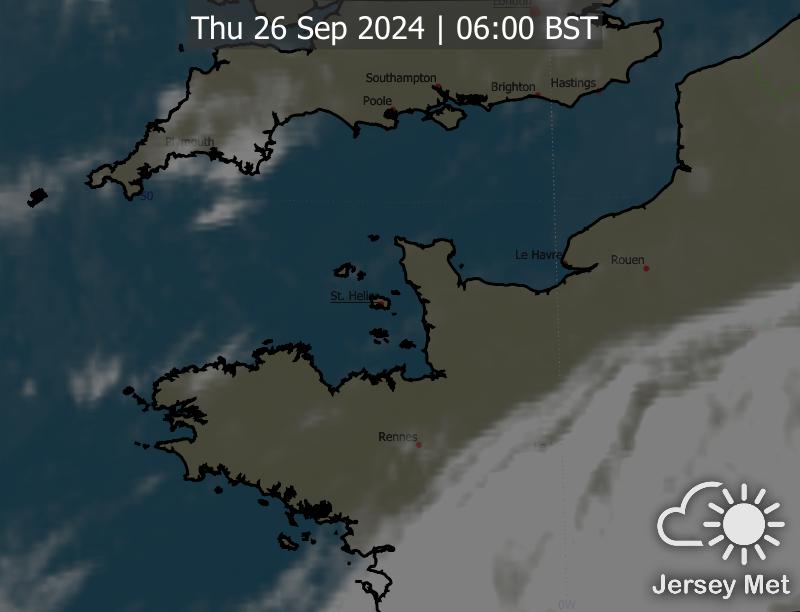 London
Thu 26 Sep 2024 | 06:00 BST
Southampton
Brighton
Hastings
Poole
Plymouth
50
Le Havre
Rouen
St. Helier
Rennes
0W
Jersey Met